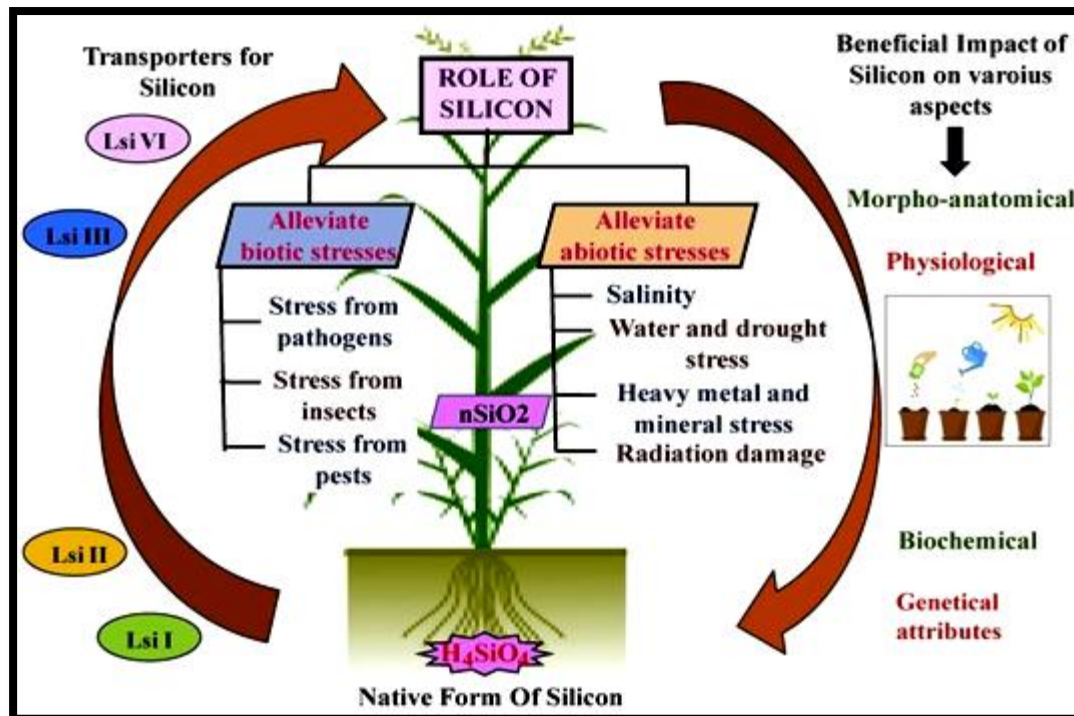 Transporters for
Silicon
Lsi VI
Lsi III
Lsi II
Lsi I
ROLE OF
SILICON
Alleviate
biotic stresses
Stress from
pathogens
Stress from
insects
Stress from
pests
Alleviate
abiotic stresses
Salinity
Water and drought
stress
Heavy metal and
mineral stress
Radiation damage
nSiO2
H₄SiO₄
Native Form Of Silicon
Beneficial Impact of
Silicon on varoius
aspects
Morpho-anatomical
Physiological
Biochemical
Genetical
attributes